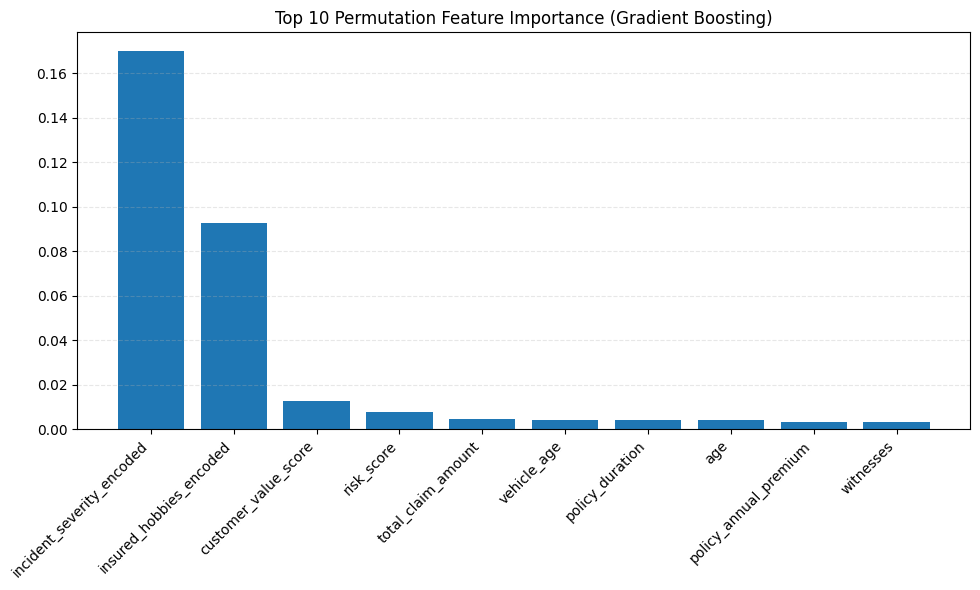 Top 10 Permutation Feature Importance (Gradient Boosting)
0.16
0.14
0.12
0.10
0.08
0.06
0.04
0.02
0.00
incident_severity_encoded
insured_hobbies_encoded
customer_value_score
risk_score
total_claim_amount
vehicle_age
policy_duration
age
policy_annual_premium
witnesses